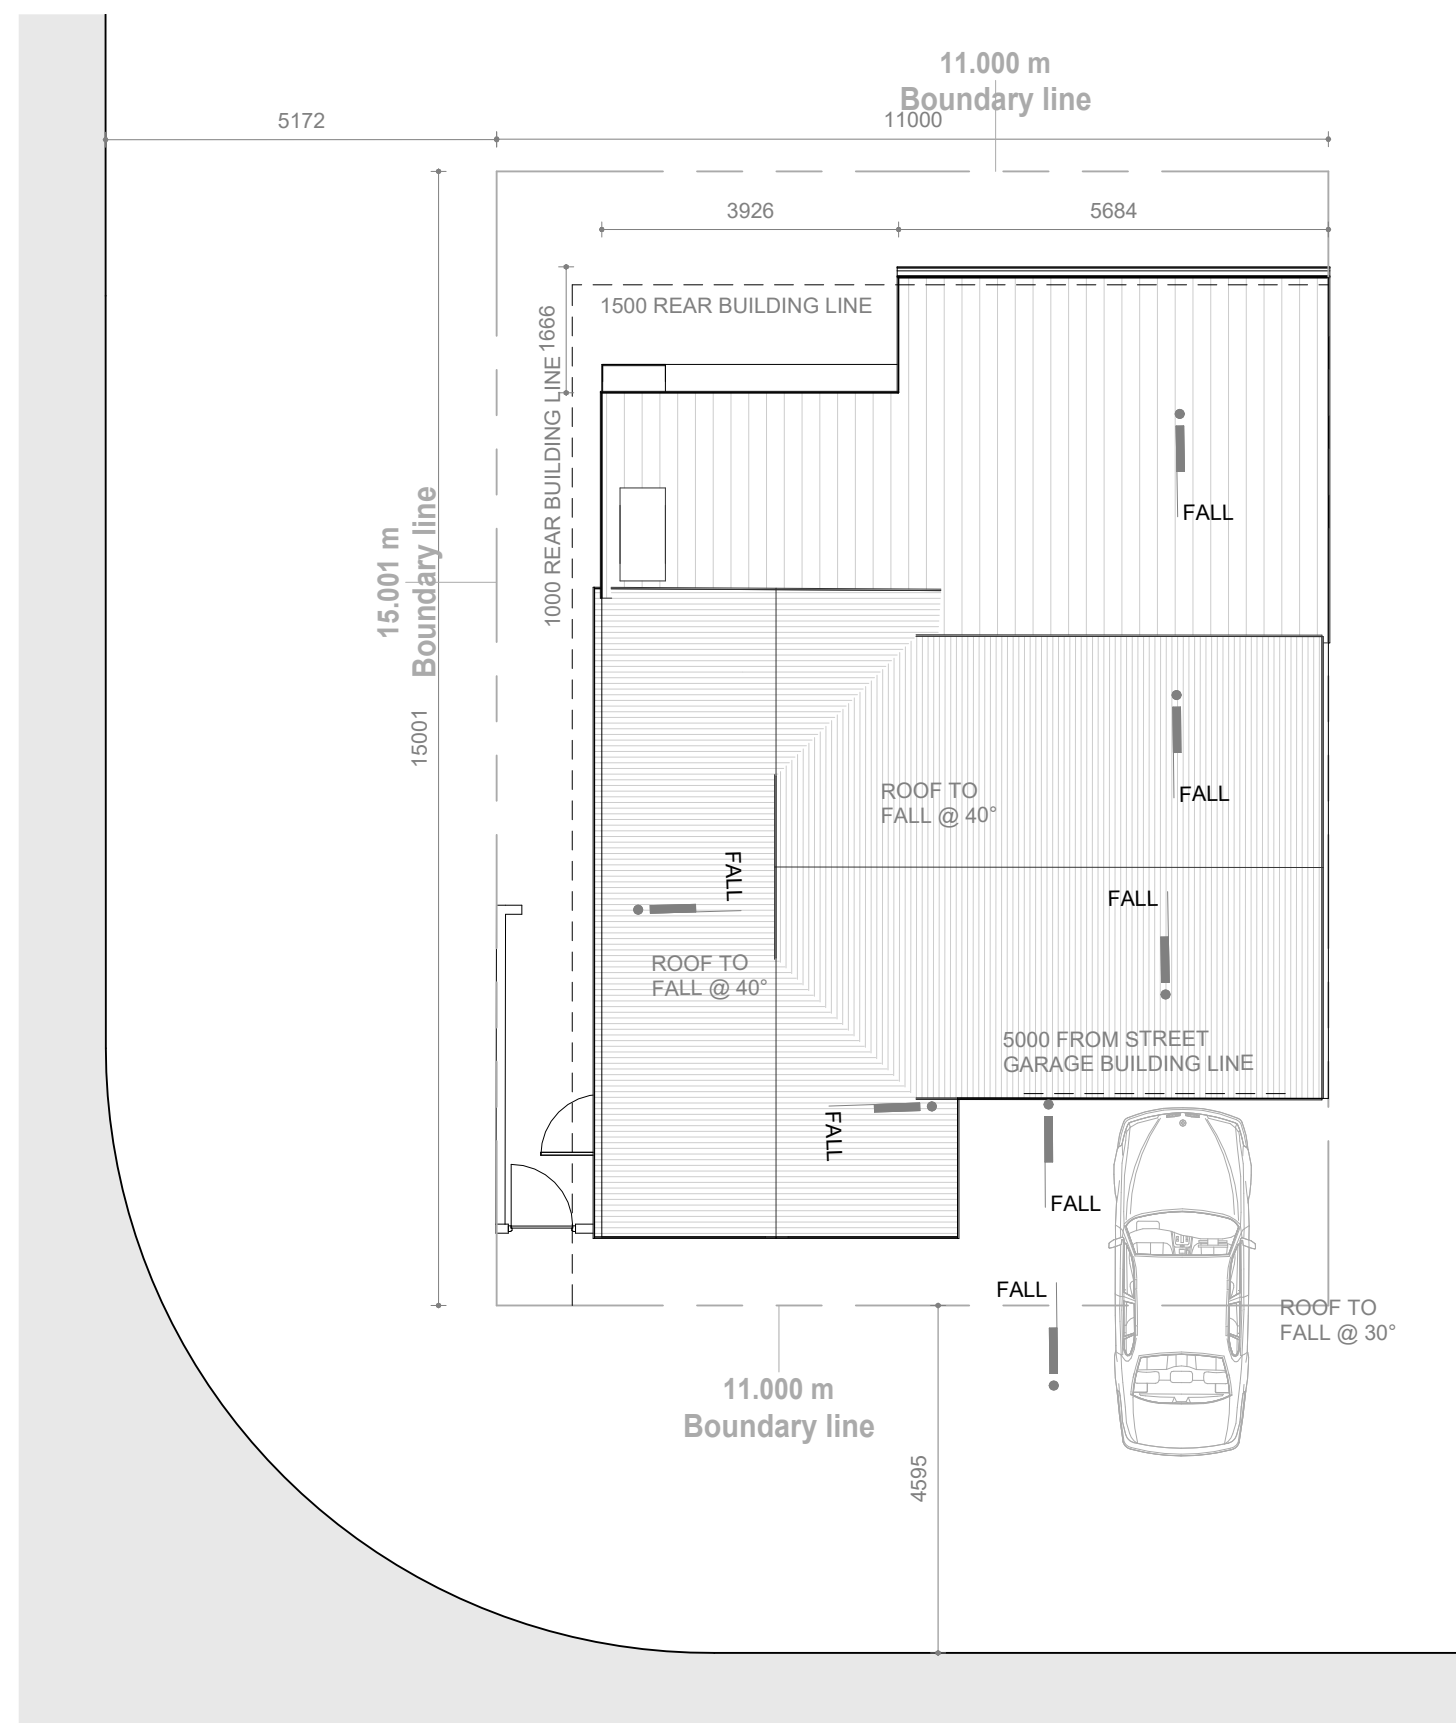 11.000 m
Boundary line
5172
11000
3926
5684
1500 REAR BUILDING LINE
1666
1000 REAR BUILDING LINE
FALL
15.001 m
Boundary line
15001
ROOF TO
FALL @ 40°
FALL
FALL
FALL
ROOF TO
FALL @ 40°
5000 FROM STREET
GARAGE BUILDING LINE
FALL
FALL
FALL
ROOF TO
FALL @ 30°
11.000 m
Boundary line
4595